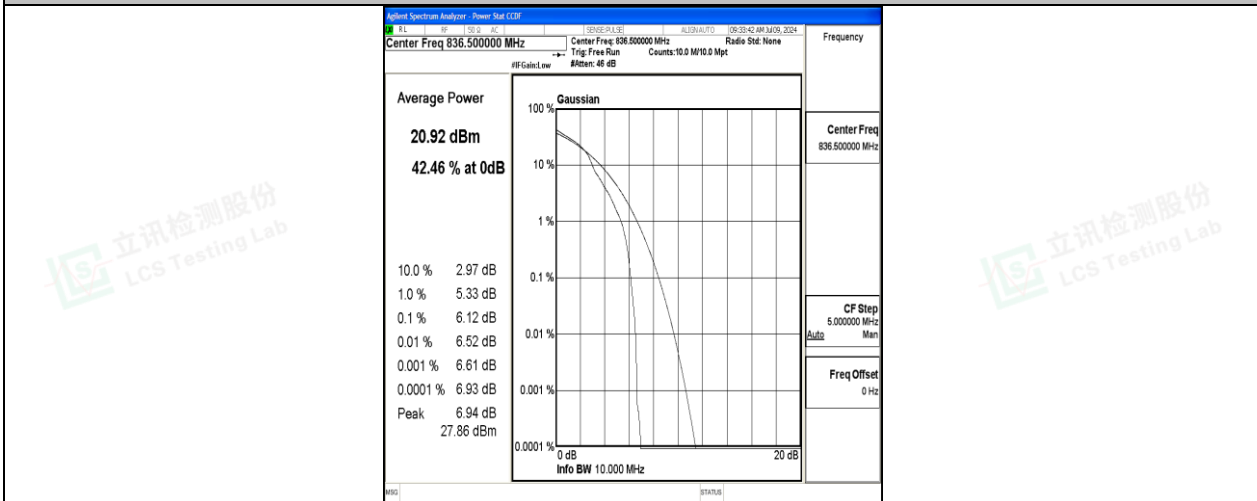 Agilent Spectrum Analyzer - Power Stat CCDF
RL RF 50 Ω AC SENSE:PULSE ALIGNAUTO 09:33:42 AM Jul 09, 2024
Center Freq 836.500000 MHz
Center Freq: 836.500000 MHz Radio Std: None
Trig: Free Run Counts:10.0 M/10.0 Mpt
#IFGain:Low #Atten: 46 dB
Frequency
Average Power
20.92 dBm
42.46 % at 0dB
10.0 % 2.97 dB
1.0 % 5.33 dB
0.1 % 6.12 dB
0.01 % 6.52 dB
0.001 % 6.61 dB
0.0001 % 6.93 dB
Peak 6.94 dB
27.86 dBm
Gaussian
100 %
10 %
1 %
0.1 %
0.01 %
0.001 %
0.0001 %
0 dB 20 dB
Info BW 10.000 MHz
Center Freq
836.500000 MHz
CF Step
5.000000 MHz
Auto Man
Freq Offset
0 Hz
MSG STATUS
立讯检测股份
LCS Testing Lab
立讯检测股份
LCS Testing Lab